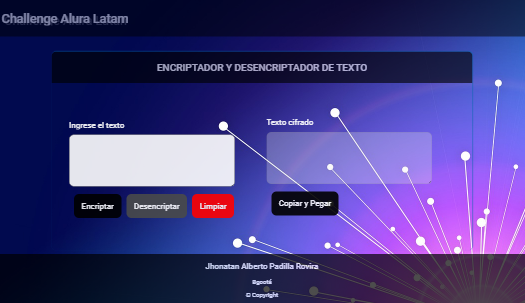 Challenge Alura Latam
ENCRIPTADOR Y DESENCRIPTADOR DE TEXTO
Ingrese el texto
Texto cifrado
Encriptar
Desencriptar
Limpiar
Copiar y Pegar
Jhonatan Alberto Padilla Rovira
Bgootá
© Copyright